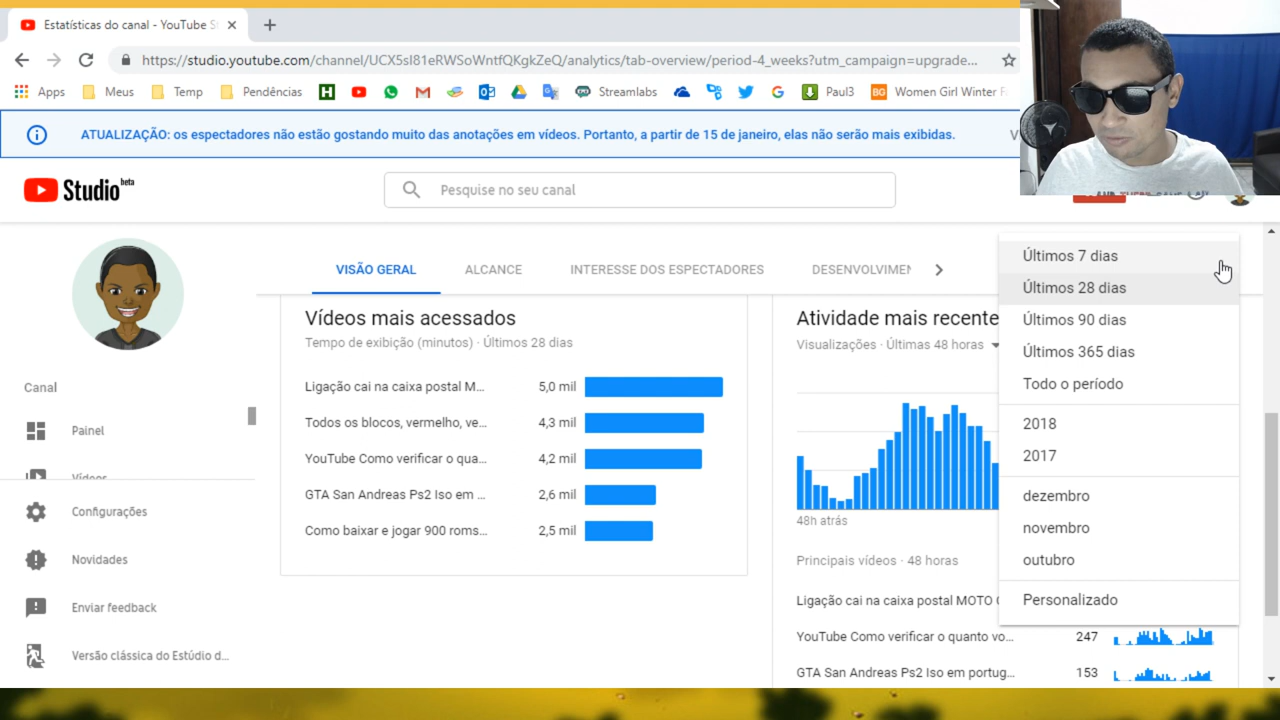 Estatísticas do canal - YouTube S
https://studio.youtube.com/channel/UCX5sI81eRWSoWntfQKgkZeQ/analytics/tab-overview/period-4_weeks?utm_campaign=upgrade...
Apps Meus Temp Pendências H Streamlabs Paul3 BG Women Girl Winter F
ATUALIZAÇÃO: os espectadores não estão gostando muito das anotações em vídeos. Portanto, a partir de 15 de janeiro, elas não serão mais exibidas. V
Studio beta
Pesquise no seu canal
VISÃO GERAL ALCANCE INTERESSE DOS ESPECTADORES DESENVOLVIMEN
Canal
Painel
Vídeos
Configurações
Novidades
Enviar feedback
Versão clássica do Estúdio d...
Vídeos mais acessados
Tempo de exibição (minutos) · Últimos 28 dias
Ligação cai na caixa postal M... 5,0 mil
Todos os blocos, vermelho, ve... 4,3 mil
YouTube Como verificar o qua... 4,2 mil
GTA San Andreas Ps2 Iso em ... 2,6 mil
Como baixar e jogar 900 roms... 2,5 mil
Atividade mais recente
Visualizações · Últimas 48 horas
48h atrás
Principais vídeos · 48 horas
Ligação cai na caixa postal MOTO
YouTube Como verificar o quanto vo... 247
GTA San Andreas Ps2 Iso em portug... 153
Últimos 7 dias
Últimos 28 dias
Últimos 90 dias
Últimos 365 dias
Todo o período
2018
2017
dezembro
novembro
outubro
Personalizado